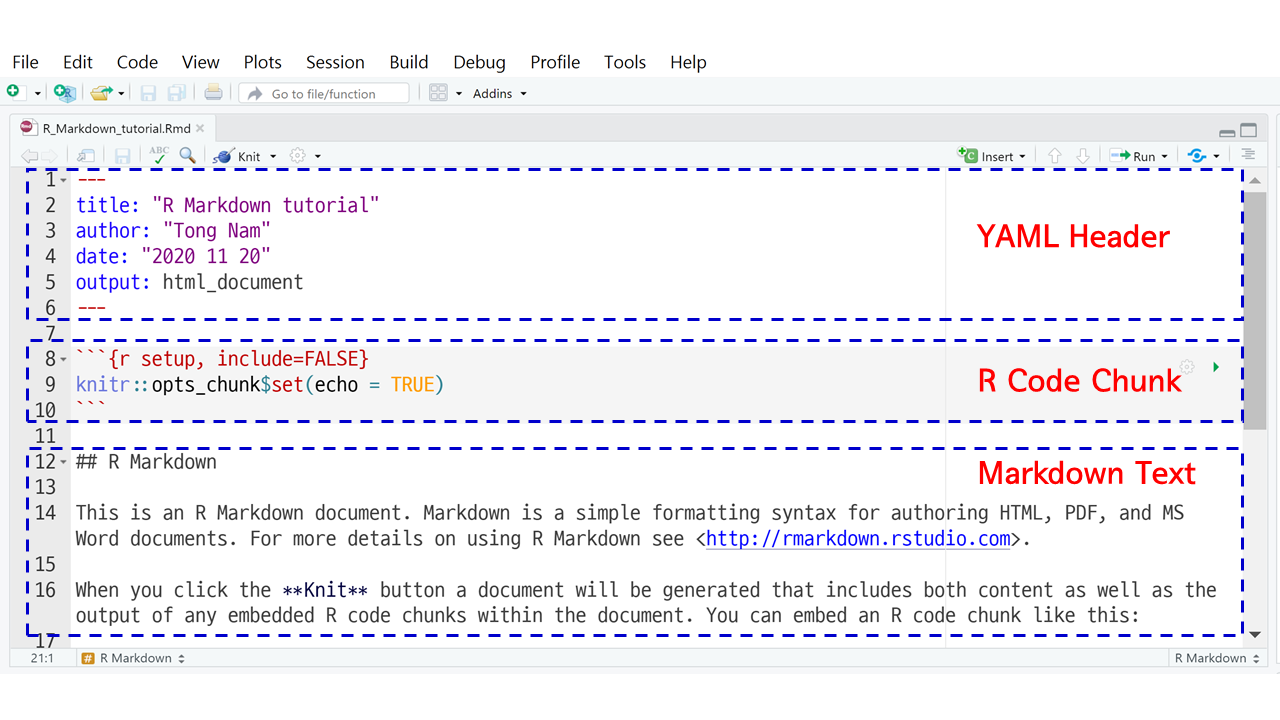 File Edit Code View Plots Session Build Debug Profile Tools Help
Go to file/function Addins
R_Markdown_tutorial.Rmd
ABC Knit Insert Run
1 ---
2 title: "R Markdown tutorial"
3 author: "Tong Nam"
4 date: "2020 11 20"
5 output: html_document
6 ---
YAML Header
7
8 ```{r setup, include=FALSE}
9 knitr::opts_chunk$set(echo = TRUE)
10 ```
R Code Chunk
11
12 ## R Markdown
Markdown Text
13
14 This is an R Markdown document. Markdown is a simple formatting syntax for authoring HTML, PDF, and MS
Word documents. For more details on using R Markdown see <http://rmarkdown.rstudio.com>.
15
16 When you click the **Knit** button a document will be generated that includes both content as well as the
output of any embedded R code chunks within the document. You can embed an R code chunk like this:
17
21:1 # R Markdown R Markdown